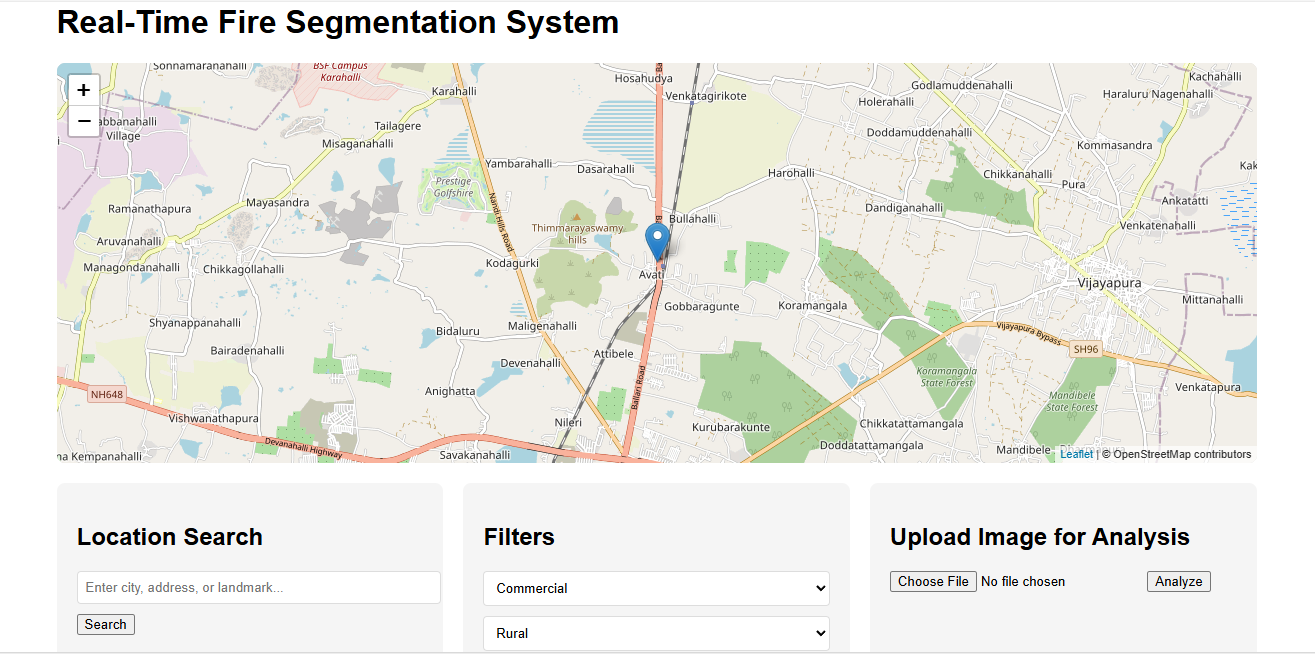 Real-Time Fire Segmentation System
+
−
Sonnamaranahalli
BSF Campus
Karahalli
Karahalli
Hosahudya
Venkatagirikote
Godlamuddenahalli
Kachahalli
Haraluru Nagenahalli
Holerahalli
abbanahalli
Village
Tailagere
Misaganahalli
Doddamuddenahalli
Kommasandra
Yambarahalli
Dasarahalli
Harohalli
Chikkanahalli
Kak
Prestige
Golfshire
Pura
Ramanathapura
Mayasandra
Nandi Hills Road
Ankatatti
Dandiganahalli
Bullahalli
Thimmarayaswamy
hills
Venkatenahalli
Aruvanahalli
Managondanahalli
Chikkagollahalli
Kodagurki
Avati
Vijayapura
Gobbaragunte
Koramangala
Mittanahalli
Shyanappanahalli
Bidaluru
Maligenahalli
Vijayapura Bypass
SH96
Bairadenahalli
Attibele
Devenahalli
Koramangala
State Forest
NH648
Anighatta
Ballari Road
Venkatapura
Mandibele
State Forest
Vishwanathapura
Nileri
Kurubarakunte
Chikkatattamangala
Devanahalli Highway
Doddatattamangala
na Kempanahalli
Savakanahalli
Mandibele
Leaflet | © OpenStreetMap contributors
Location Search
Enter city, address, or landmark...
Search
Filters
Commercial
Rural
Upload Image for Analysis
Choose File No file chosen
Analyze